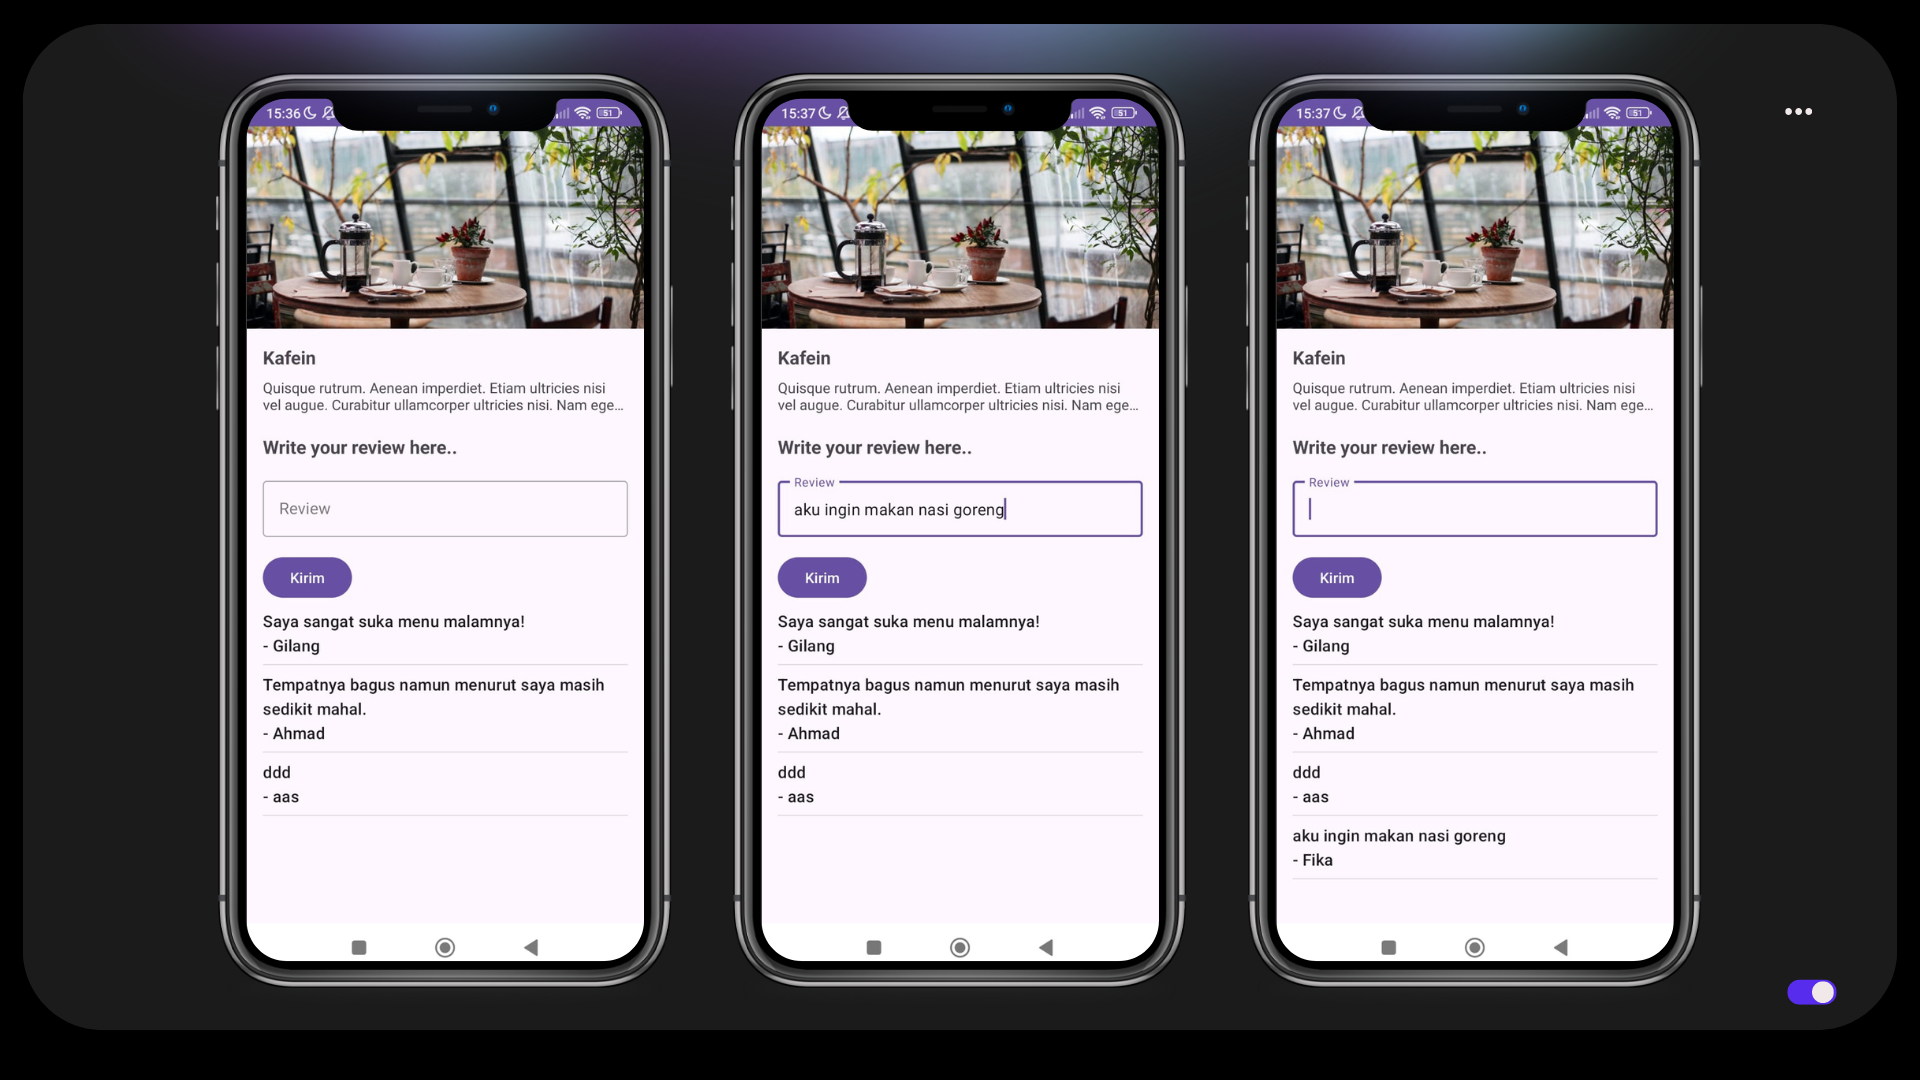 15:36
51
Kafein
Quisque rutrum. Aenean imperdiet. Etiam ultricies nisi
vel augue. Curabitur ullamcorper ultricies nisi. Nam ege...
Write your review here..
Review
Kirim
Saya sangat suka menu malamnya!
- Gilang
Tempatnya bagus namun menurut saya masih
sedikit mahal.
- Ahmad
ddd
- aas
15:37
51
Kafein
Quisque rutrum. Aenean imperdiet. Etiam ultricies nisi
vel augue. Curabitur ullamcorper ultricies nisi. Nam ege...
Write your review here..
Review
aku ingin makan nasi goreng
Kirim
Saya sangat suka menu malamnya!
- Gilang
Tempatnya bagus namun menurut saya masih
sedikit mahal.
- Ahmad
ddd
- aas
15:37
51
Kafein
Quisque rutrum. Aenean imperdiet. Etiam ultricies nisi
vel augue. Curabitur ullamcorper ultricies nisi. Nam ege...
Write your review here..
Review
Kirim
Saya sangat suka menu malamnya!
- Gilang
Tempatnya bagus namun menurut saya masih
sedikit mahal.
- Ahmad
ddd
- aas
aku ingin makan nasi goreng
- Fika